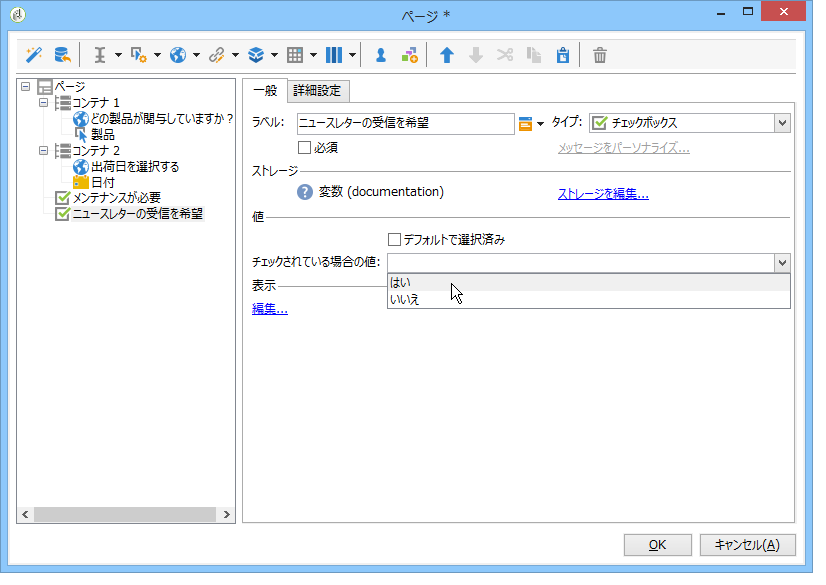 ページ *
ページ
コンテナ 1
どの製品が関与していますか?
製品
コンテナ 2
出荷日を選択する
日付
メンテナンスが必要
ニュースレターの受信を希望
一般
詳細設定
ラベル: ニュースレターの受信を希望 タイプ: チェックボックス
必須 メッセージをパーソナライズ...
ストレージ
変数 (documentation) ストレージを編集...
値
デフォルトで選択済み
チェックされている場合の値:
はい
いいえ
表示
編集...
OK キャンセル(A)